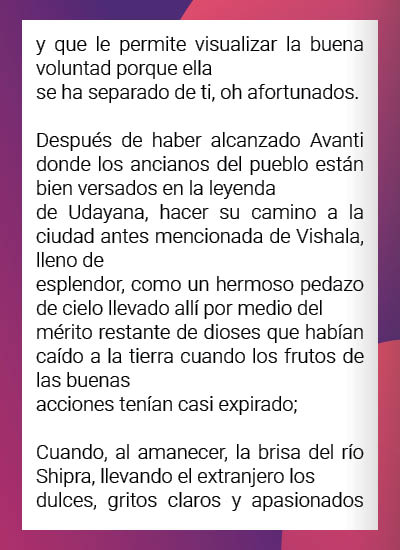 y que le permite visualizar la buena
voluntad porque ella
se ha separado de ti, oh afortunados.
Después de haber alcanzado Avanti
donde los ancianos del pueblo están
bien versados en la leyenda
de Udayana, hacer su camino a la
ciudad antes mencionada de Vishala,
lleno de
esplendor, como un hermoso pedazo
de cielo llevado allí por medio del
mérito restante de dioses que habían
caído a la tierra cuando los frutos de
las buenas
acciones tenían casi expirado;
Cuando, al amanecer, la brisa del río
Shipra, llevando el extranjero los
dulces, gritos claros y apasionados